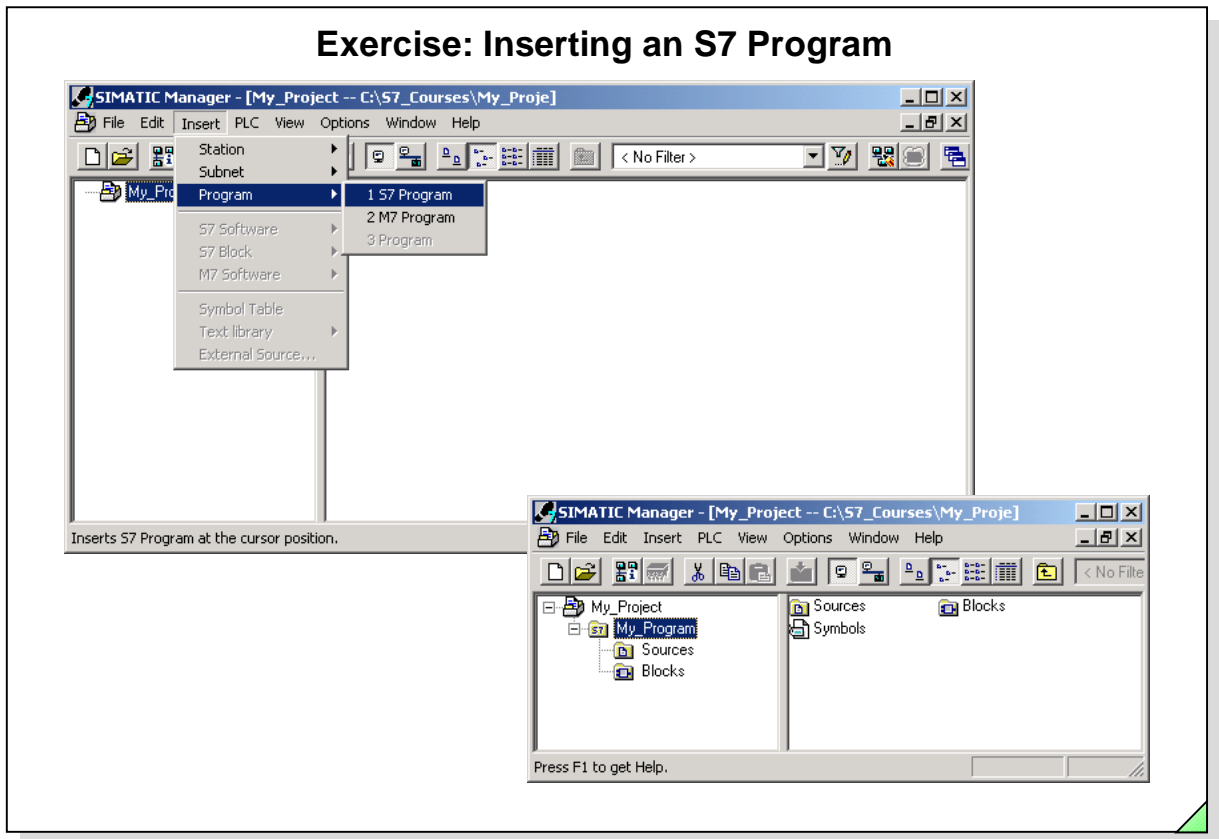 Exercise: Inserting an S7 Program
SIMATIC Manager - [My_Project -- C:\S7_Courses\My_Proje]
File Edit Insert PLC View Options Window Help
< No Filter >
Station
Subnet
Program
S7 Software
S7 Block
M7 Software
Symbol Table
Text library
External Source...
1 S7 Program
2 M7 Program
3 Program
Inserts S7 Program at the cursor position.
SIMATIC Manager - [My_Project -- C:\S7_Courses\My_Proje]
File Edit Insert PLC View Options Window Help
< No Filte
My_Project
My_Program
Sources
Blocks
Sources Blocks
Symbols
Press F1 to get Help.